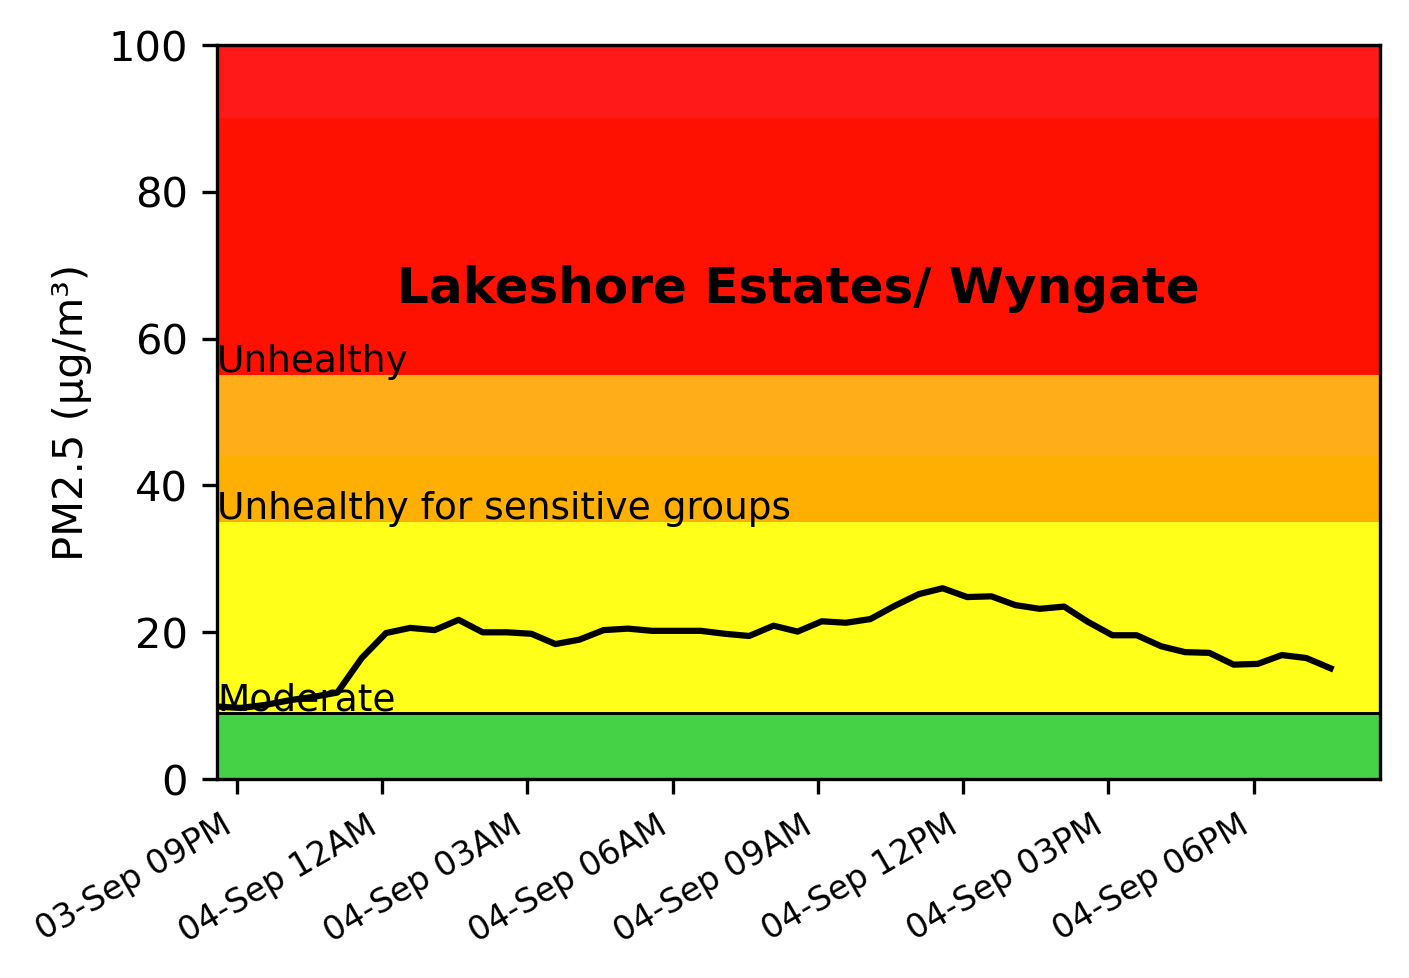 100
80
60
40
20
0
PM2.5 (µg/m³)
Lakeshore Estates/ Wyngate
Unhealthy
Unhealthy for sensitive groups
Moderate
03-Sep 09PM
04-Sep 12AM
04-Sep 03AM
04-Sep 06AM
04-Sep 09AM
04-Sep 12PM
04-Sep 03PM
04-Sep 06PM